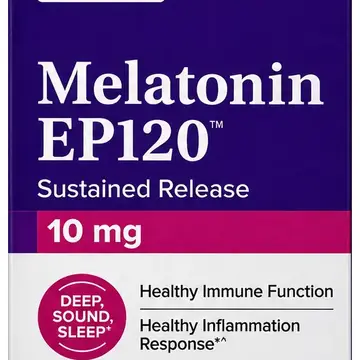 Melatonin
EP120™
Sustained Release
10 mg
DEEP,
SOUND,
SLEEP*
Healthy Immune Function
Healthy Inflammation
Response*^